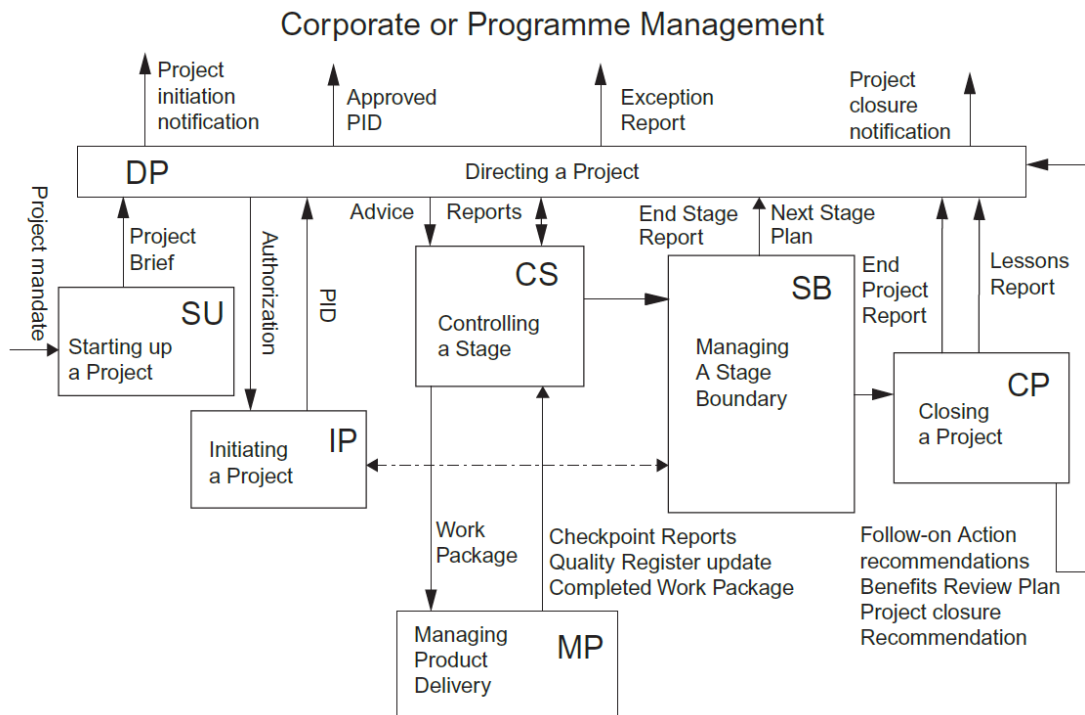 Corporate or Programme Management
Project
initiation
notification
Approved
PID
Exception
Report
Project
closure
notification
DP
Directing a Project
Project mandate
Project
Brief
Authorization
PID
Advice
Reports
End Stage
Report
Next Stage
Plan
End
Project
Report
Lessons
Report
SU
Starting up
a Project
CS
Controlling
a Stage
SB
Managing
A Stage
Boundary
CP
Closing
a Project
IP
Initiating
a Project
Work
Package
Checkpoint Reports
Quality Register update
Completed Work Package
Follow-on Action
recommendations
Benefits Review Plan
Project closure
Recommendation
Managing
Product
Delivery
MP